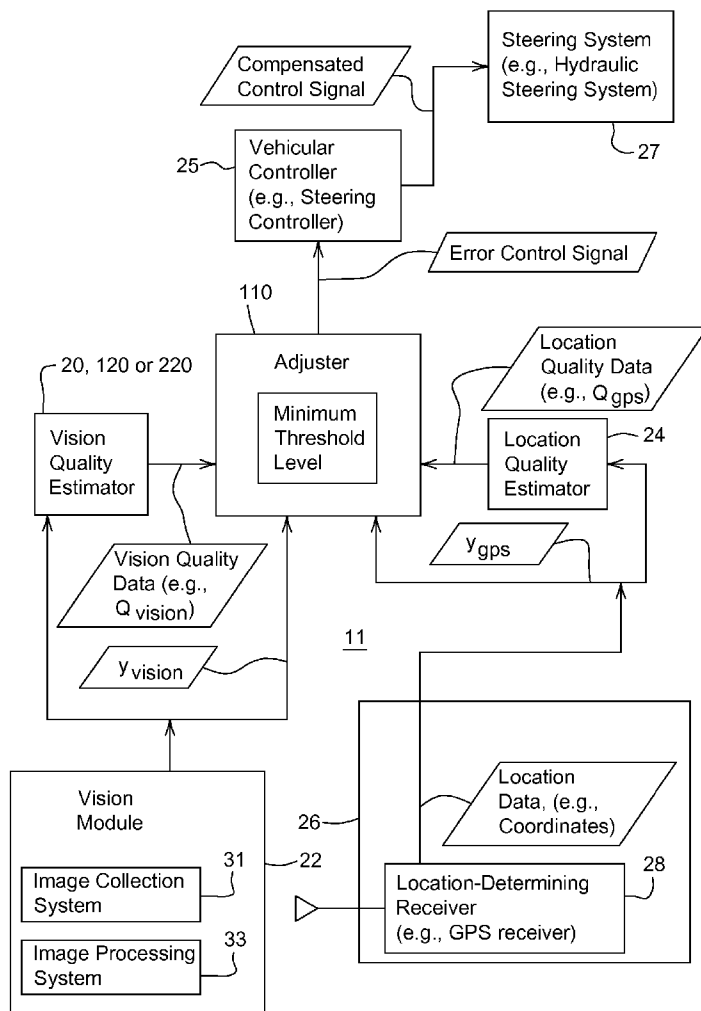 Steering System
(e.g., Hydraulic
Steering System)
27
Compensated
Control Signal
25
Vehicular
Controller
(e.g., Steering
Controller)
Error Control Signal
110
Adjuster
Minimum
Threshold
Level
20, 120 or 220
Vision
Quality
Estimator
Location
Quality Data
(e.g., Qgps)
24
Location
Quality
Estimator
Vision Quality
Data (e.g.,
Qvision)
ygps
yvision
11
Vision
Module
22
Image Collection
System
31
Image Processing
System
33
26
Location
Data, (e.g.,
Coordinates)
Location-Determining
Receiver
(e.g., GPS receiver)
28